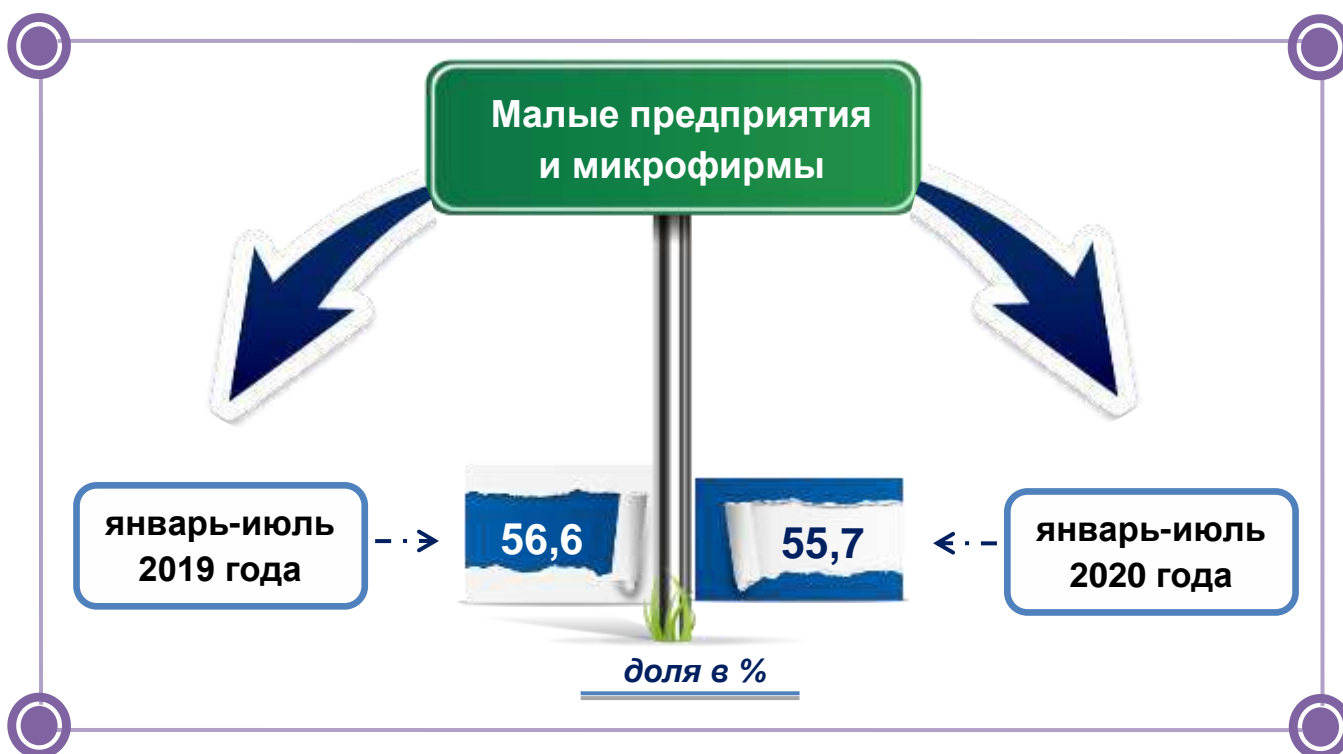 Малые предприятия
и микрофирмы
январь-июль
2019 года
56,6
55,7
январь-июль
2020 года
доля в %